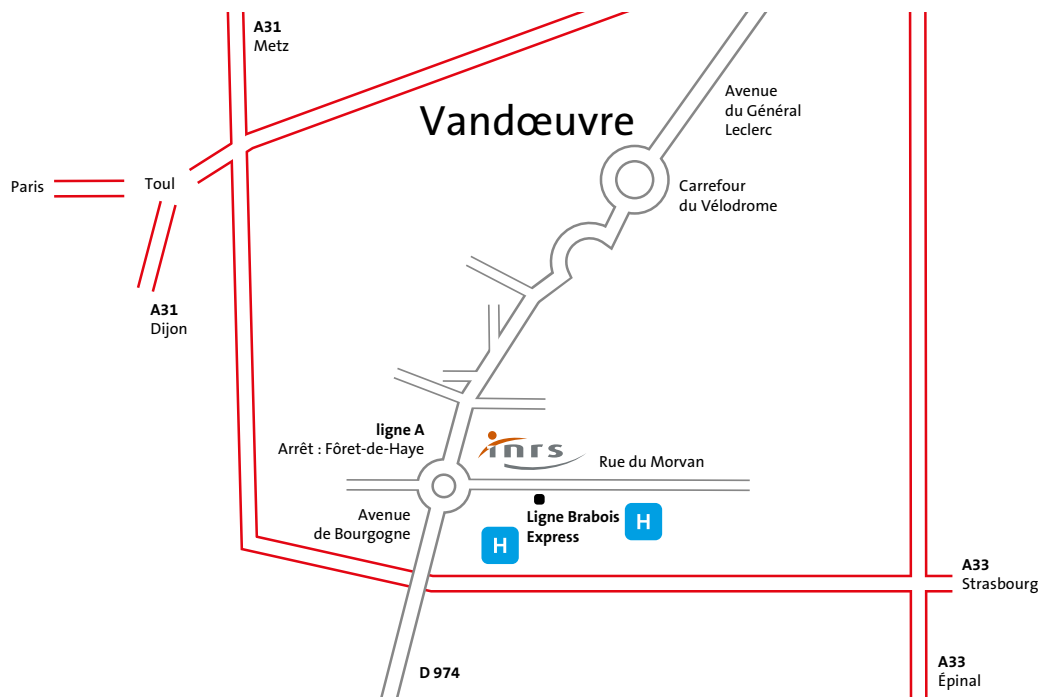 A31
Metz
Avenue
du Général
Leclerc
Vandœuvre
Paris
Toul
Carrefour
du Vélodrome
A31
Dijon
ligne A
Arrêt : Fôret-de-Haye
inrs
Rue du Morvan
Avenue
de Bourgogne
Ligne Brabois
Express
H
H
A33
Strasbourg
D 974
A33
Épinal